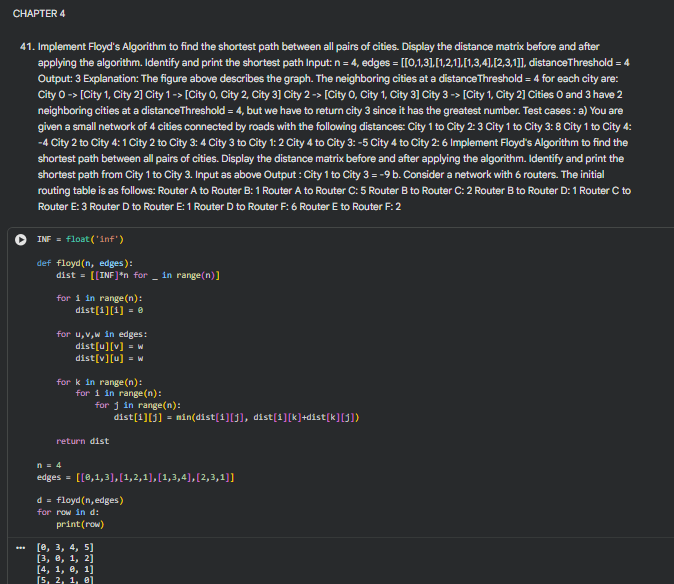 CHAPTER 4
41. Implement Floyd's Algorithm to find the shortest path between all pairs of cities. Display the distance matrix before and after
applying the algorithm. Identify and print the shortest path Input: n = 4, edges = [[0,1,3],[1,2,1],[1,3,4],[2,3,1]], distanceThreshold = 4
Output: 3 Explanation: The figure above describes the graph. The neighboring cities at a distanceThreshold = 4 for each city are:
City 0 -> [City 1, City 2] City 1 -> [City 0, City 2, City 3] City 2 -> [City 0, City 1, City 3] City 3 -> [City 1, City 2] Cities 0 and 3 have 2
neighboring cities at a distanceThreshold = 4, but we have to return city 3 since it has the greatest number. Test cases : a) You are
given a small network of 4 cities connected by roads with the following distances: City 1 to City 2: 3 City 1 to City 3: 8 City 1 to City 4:
-4 City 2 to City 4: 1 City 2 to City 3: 4 City 3 to City 1: 2 City 4 to City 3: -5 City 4 to City 2: 6 Implement Floyd's Algorithm to find the
shortest path between all pairs of cities. Display the distance matrix before and after applying the algorithm. Identify and print the
shortest path from City 1 to City 3. Input as above Output : City 1 to City 3 = -9 b. Consider a network with 6 routers. The initial
routing table is as follows: Router A to Router B: 1 Router A to Router C: 5 Router B to Router C: 2 Router B to Router D: 1 Router C to
Router E: 3 Router D to Router E: 1 Router D to Router F: 6 Router E to Router F: 2
INF = float('inf')
def floyd(n, edges):
dist = [[INF]*n for _ in range(n)]
for i in range(n):
dist[i][i] = 0
for u,v,w in edges:
dist[u][v] = w
dist[v][u] = w
for k in range(n):
for i in range(n):
for j in range(n):
dist[i][j] = min(dist[i][j], dist[i][k]+dist[k][j])
return dist
n = 4
edges = [[0,1,3],[1,2,1],[1,3,4],[2,3,1]]
d = floyd(n,edges)
for row in d:
print(row)
[0, 3, 4, 5]
[3, 0, 1, 2]
[4, 1, 0, 1]
[5, 2, 1, 0]